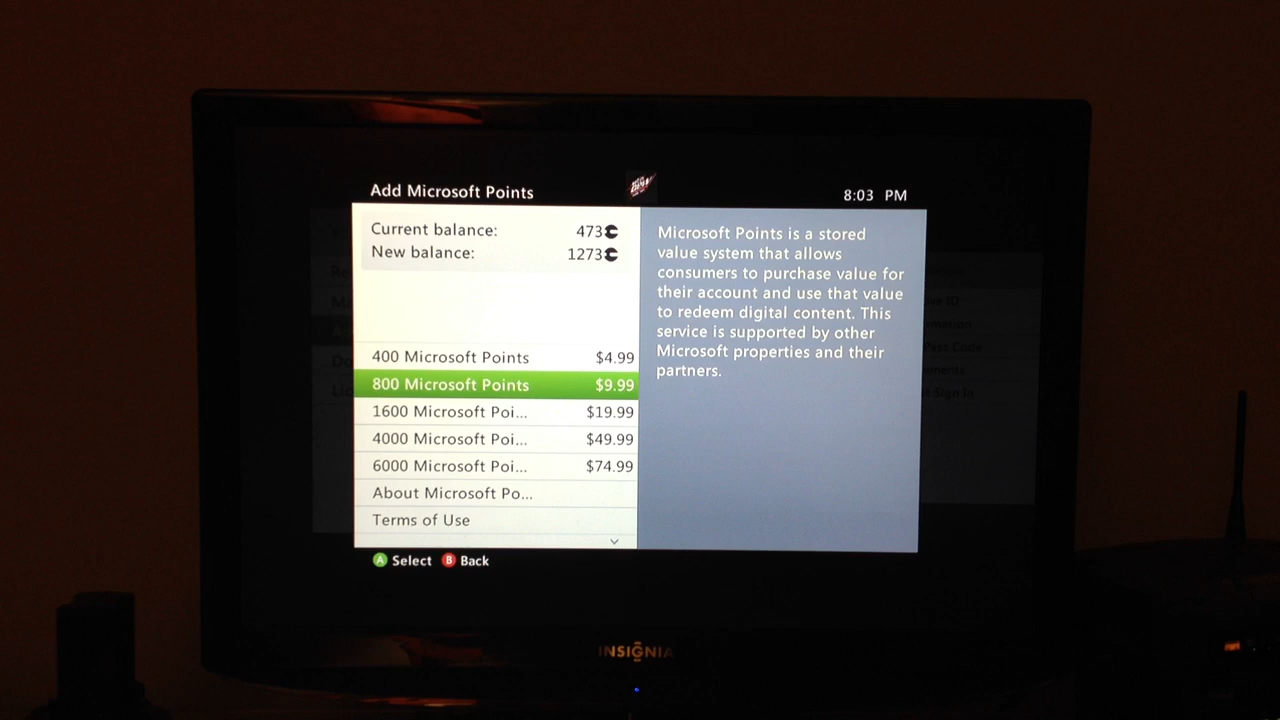 Add Microsoft Points
8:03 PM
Current balance: 473
New balance: 1273
400 Microsoft Points $4.99
800 Microsoft Points $9.99
1600 Microsoft Poi... $19.99
4000 Microsoft Poi... $49.99
6000 Microsoft Poi... $74.99
About Microsoft Po...
Terms of Use
Microsoft Points is a stored
value system that allows
consumers to purchase value for
their account and use that value
to redeem digital content. This
service is supported by other
Microsoft properties and their
partners.
A Select B Back
INSIGNIA